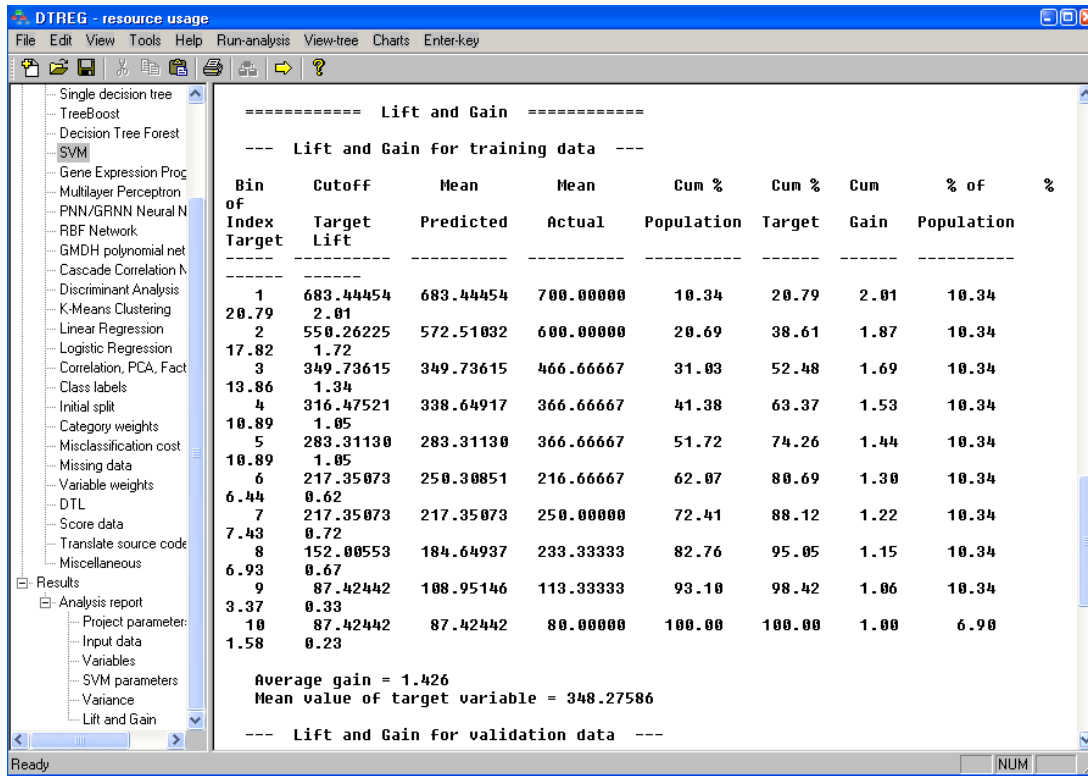 DTREG - resource usage
File Edit View Tools Help Run-analysis View-tree Charts Enter-key
Single decision tree
TreeBoost
Decision Tree Forest
SVM
Gene Expression Prog
Multilayer Perceptron
PNN/GRNN Neural N
RBF Network
GMDH polynomial net
Cascade Correlation N
Discriminant Analysis
K-Means Clustering
Linear Regression
Logistic Regression
Correlation, PCA, Fact
Class labels
Initial split
Category weights
Misclassification cost
Missing data
Variable weights
DTL
Score data
Translate source code
Miscellaneous
Results
Analysis report
Project parameter
Input data
Variables
SVM parameters
Variance
Lift and Gain
============ Lift and Gain ============
--- Lift and Gain for training data ---
Bin Cutoff Mean Mean Cum % Cum % Cum % of %
of
Index Target Predicted Actual Population Target Gain Population
Target Lift
----- ---------- ---------- ---------- ---------- ------ ------ ----------
------ ------
1 683.44454 683.44454 700.00000 10.34 20.79 2.01 10.34
20.79 2.01
2 550.26225 572.51032 600.00000 20.69 38.61 1.87 10.34
17.82 1.72
3 349.73615 349.73615 466.66667 31.03 52.48 1.69 10.34
13.86 1.34
4 316.47521 338.64917 366.66667 41.38 63.37 1.53 10.34
10.89 1.05
5 283.31130 283.31130 366.66667 51.72 74.26 1.44 10.34
10.89 1.05
6 217.35073 250.30851 216.66667 62.07 80.69 1.30 10.34
6.44 0.62
7 217.35073 217.35073 250.00000 72.41 88.12 1.22 10.34
7.43 0.72
8 152.00553 184.64937 233.33333 82.76 95.05 1.15 10.34
6.93 0.67
9 87.42442 108.95146 113.33333 93.10 98.42 1.06 10.34
3.37 0.33
10 87.42442 87.42442 80.00000 100.00 100.00 1.00 6.90
1.58 0.23
Average gain = 1.426
Mean value of target variable = 348.27586
--- Lift and Gain for validation data ---
Ready
NUM